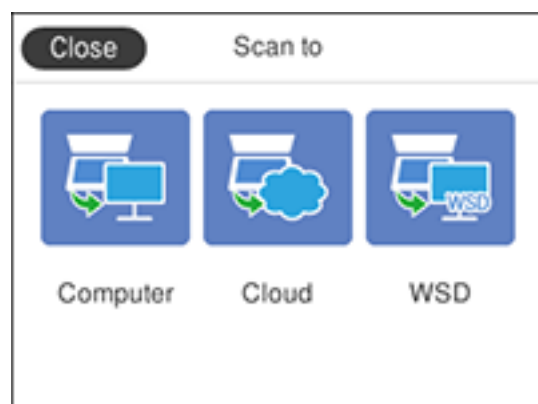 Close
Scan to
WSD
Computer
Cloud
WSD